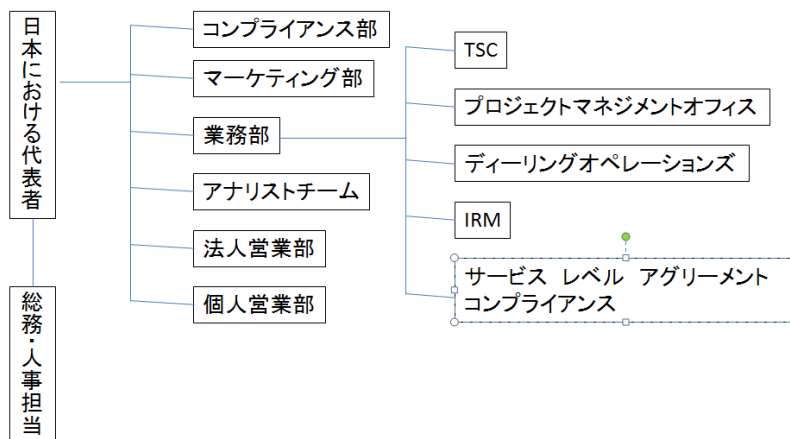 日本における代表者
総務・人事担当
コンプライアンス部
マーケティング部
業務部
アナリストチーム
法人営業部
個人営業部
TSC
プロジェクトマネジメントオフィス
ディーリングオペレーションズ
IRM
サービス　レベル　アグリーメント
コンプライアンス